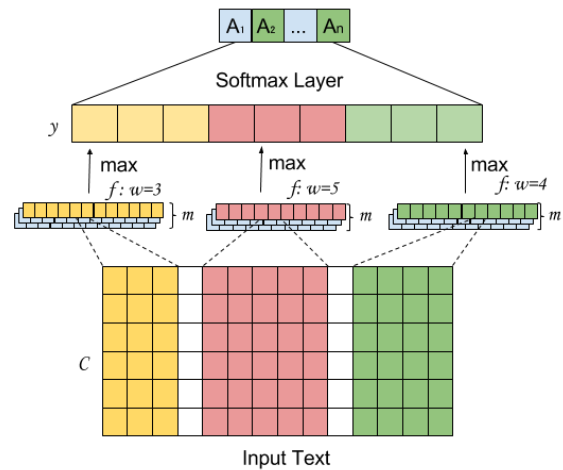 A1 A2 ... An
Softmax Layer
y
max max max
f: w=3 f: w=5 f: w=4
m m m
C
Input Text